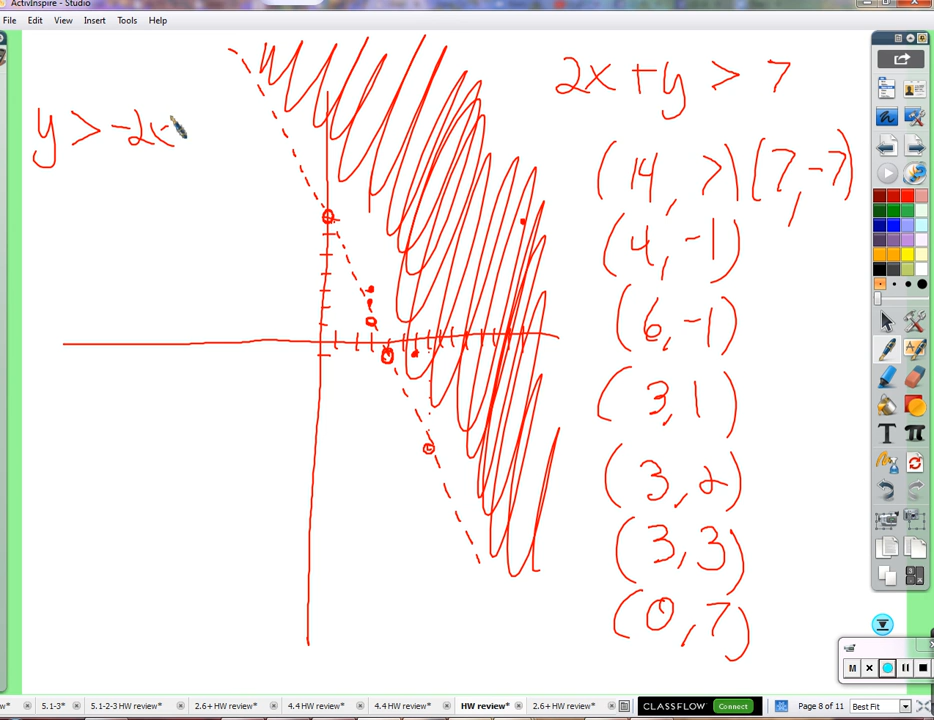 ActivInspire - Studio
File Edit View Insert Tools Help
2x + y > 7
y > -2x
(14, 7) (7, -7)
(4, -1)
(6, -1)
(3, 1)
(3, 2)
(3, 3)
(0, 7)
M
w* 5.1-3* 5.1-2-3 HW review* 2.6+ HW review* 4.4 HW review* 4.4 HW review* HW review* 2.6+ HW review* CLASSFLOW Connect Page 8 of 11 Best Fit